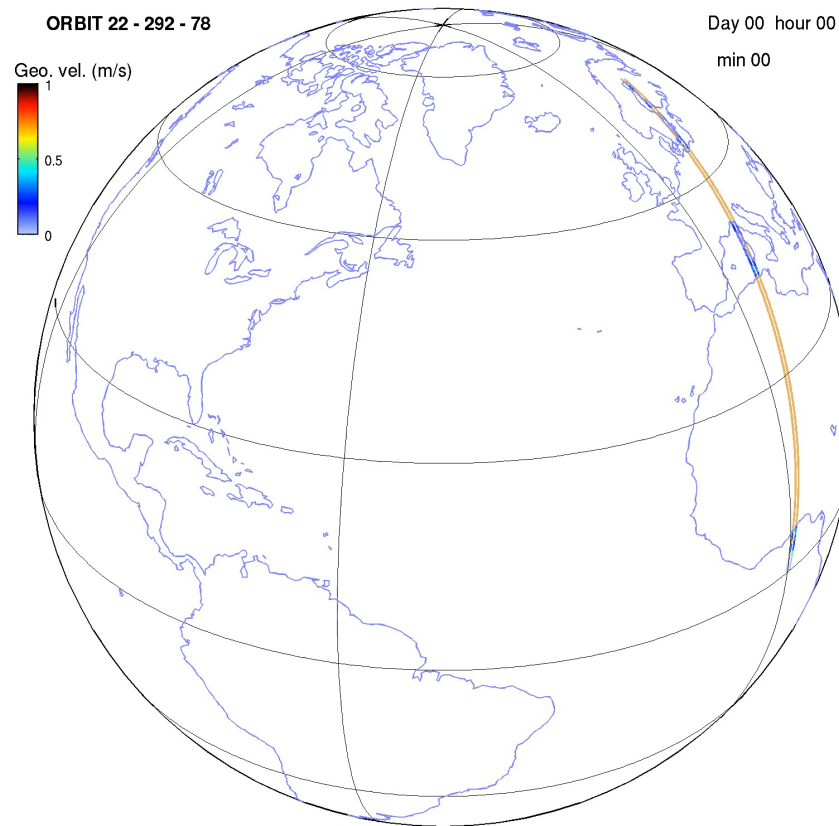 ORBIT 22 - 292 - 78
Day 00 hour 00
min 00
Geo. vel. (m/s)
1
0.5
0